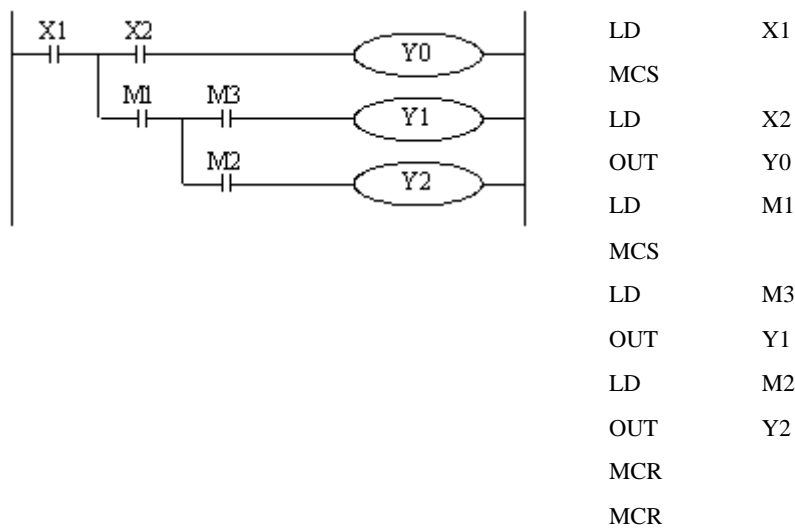 X1 X2
Y0
M1 M3
Y1
M2
Y2
LD X1
MCS
LD X2
OUT Y0
LD M1
MCS
LD M3
OUT Y1
LD M2
OUT Y2
MCR
MCR